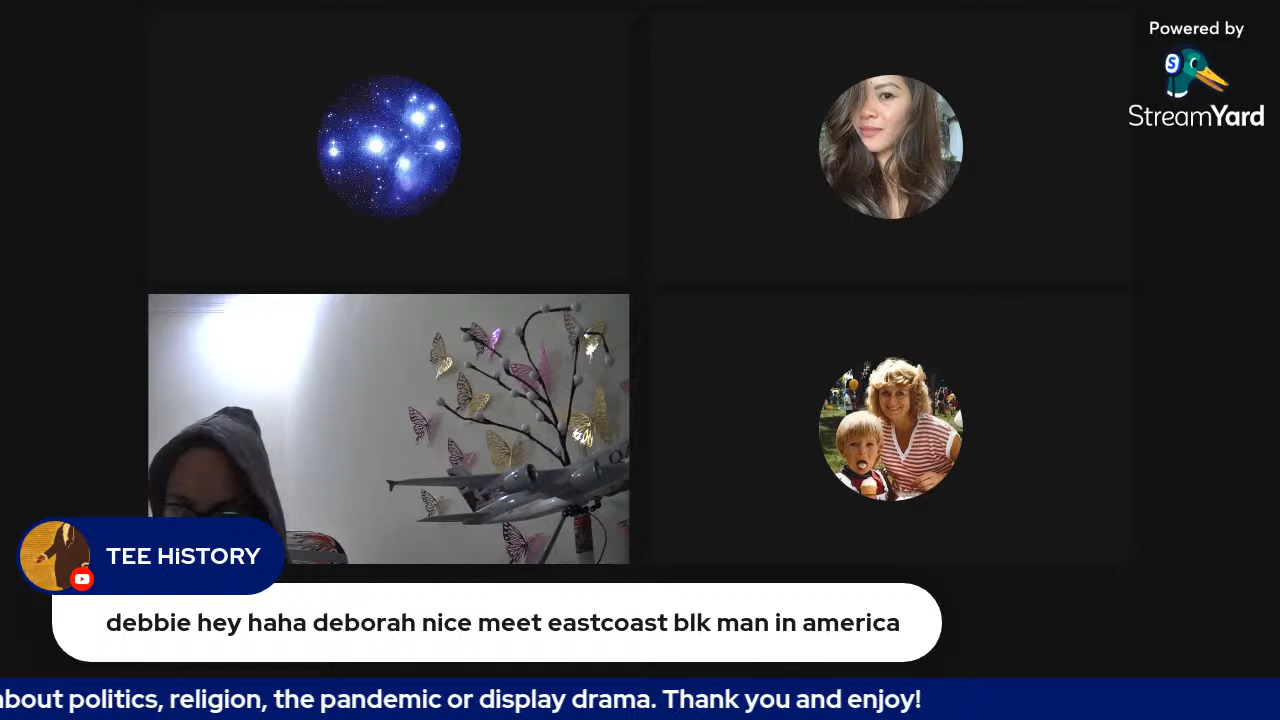 Powered by
StreamYard
TEE HiSTORY
debbie hey haha deborah nice meet eastcoast blk man in america
about politics, religion, the pandemic or display drama. Thank you and enjoy!